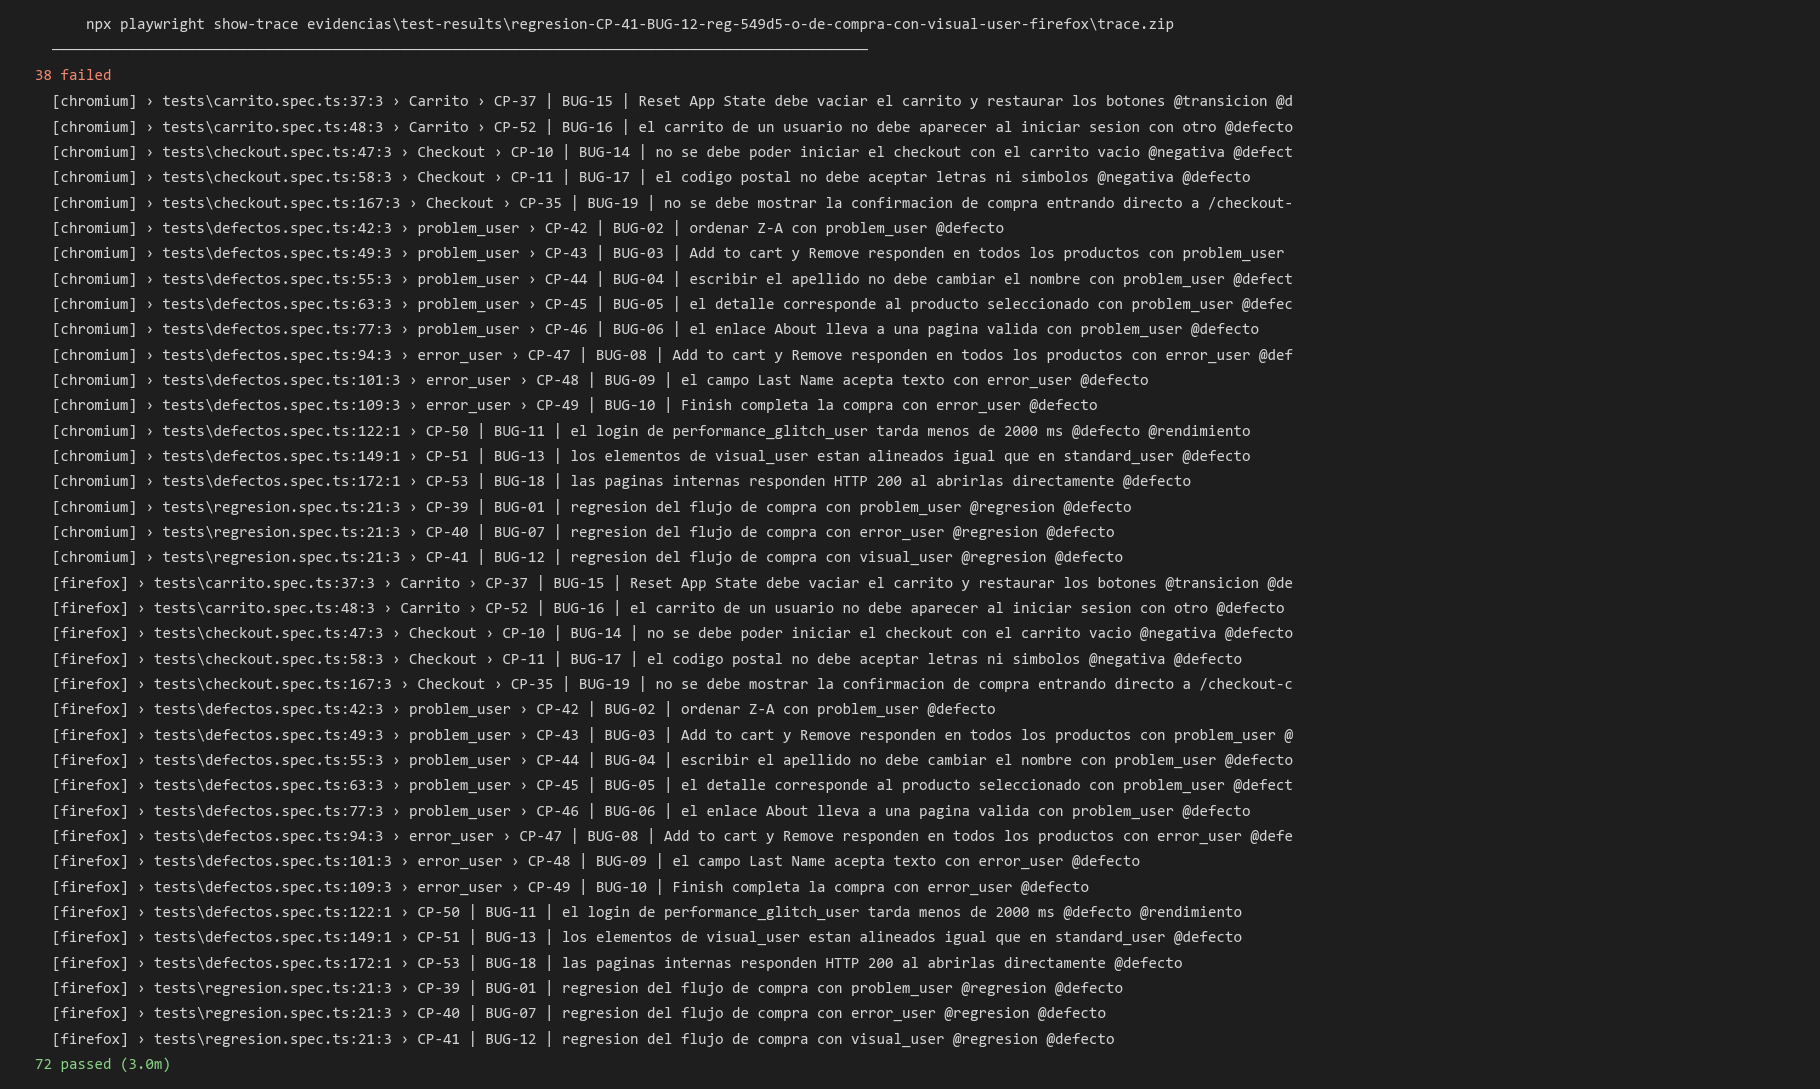 npx playwright show-trace evidencias\test-results\regresion-CP-41-BUG-12-reg-549d5-o-de-compra-con-visual-user-firefox\trace.zip
38 failed
[chromium] › tests\carrito.spec.ts:37:3 › Carrito › CP-37 | BUG-15 | Reset App State debe vaciar el carrito y restaurar los botones @transicion @d
[chromium] › tests\carrito.spec.ts:48:3 › Carrito › CP-52 | BUG-16 | el carrito de un usuario no debe aparecer al iniciar sesion con otro @defecto
[chromium] › tests\checkout.spec.ts:47:3 › Checkout › CP-10 | BUG-14 | no se debe poder iniciar el checkout con el carrito vacio @negativa @defect
[chromium] › tests\checkout.spec.ts:58:3 › Checkout › CP-11 | BUG-17 | el codigo postal no debe aceptar letras ni simbolos @negativa @defecto
[chromium] › tests\checkout.spec.ts:167:3 › Checkout › CP-35 | BUG-19 | no se debe mostrar la confirmacion de compra entrando directo a /checkout-
[chromium] › tests\defectos.spec.ts:42:3 › problem_user › CP-42 | BUG-02 | ordenar Z-A con problem_user @defecto
[chromium] › tests\defectos.spec.ts:49:3 › problem_user › CP-43 | BUG-03 | Add to cart y Remove responden en todos los productos con problem_user
[chromium] › tests\defectos.spec.ts:55:3 › problem_user › CP-44 | BUG-04 | escribir el apellido no debe cambiar el nombre con problem_user @defect
[chromium] › tests\defectos.spec.ts:63:3 › problem_user › CP-45 | BUG-05 | el detalle corresponde al producto seleccionado con problem_user @defec
[chromium] › tests\defectos.spec.ts:77:3 › problem_user › CP-46 | BUG-06 | el enlace About lleva a una pagina valida con problem_user @defecto
[chromium] › tests\defectos.spec.ts:94:3 › error_user › CP-47 | BUG-08 | Add to cart y Remove responden en todos los productos con error_user @def
[chromium] › tests\defectos.spec.ts:101:3 › error_user › CP-48 | BUG-09 | el campo Last Name acepta texto con error_user @defecto
[chromium] › tests\defectos.spec.ts:109:3 › error_user › CP-49 | BUG-10 | Finish completa la compra con error_user @defecto
[chromium] › tests\defectos.spec.ts:122:1 › CP-50 | BUG-11 | el login de performance_glitch_user tarda menos de 2000 ms @defecto @rendimiento
[chromium] › tests\defectos.spec.ts:149:1 › CP-51 | BUG-13 | los elementos de visual_user estan alineados igual que en standard_user @defecto
[chromium] › tests\defectos.spec.ts:172:1 › CP-53 | BUG-18 | las paginas internas responden HTTP 200 al abrirlas directamente @defecto
[chromium] › tests\regresion.spec.ts:21:3 › CP-39 | BUG-01 | regresion del flujo de compra con problem_user @regresion @defecto
[chromium] › tests\regresion.spec.ts:21:3 › CP-40 | BUG-07 | regresion del flujo de compra con error_user @regresion @defecto
[chromium] › tests\regresion.spec.ts:21:3 › CP-41 | BUG-12 | regresion del flujo de compra con visual_user @regresion @defecto
[firefox] › tests\carrito.spec.ts:37:3 › Carrito › CP-37 | BUG-15 | Reset App State debe vaciar el carrito y restaurar los botones @transicion @de
[firefox] › tests\carrito.spec.ts:48:3 › Carrito › CP-52 | BUG-16 | el carrito de un usuario no debe aparecer al iniciar sesion con otro @defecto
[firefox] › tests\checkout.spec.ts:47:3 › Checkout › CP-10 | BUG-14 | no se debe poder iniciar el checkout con el carrito vacio @negativa @defecto
[firefox] › tests\checkout.spec.ts:58:3 › Checkout › CP-11 | BUG-17 | el codigo postal no debe aceptar letras ni simbolos @negativa @defecto
[firefox] › tests\checkout.spec.ts:167:3 › Checkout › CP-35 | BUG-19 | no se debe mostrar la confirmacion de compra entrando directo a /checkout-c
[firefox] › tests\defectos.spec.ts:42:3 › problem_user › CP-42 | BUG-02 | ordenar Z-A con problem_user @defecto
[firefox] › tests\defectos.spec.ts:49:3 › problem_user › CP-43 | BUG-03 | Add to cart y Remove responden en todos los productos con problem_user @
[firefox] › tests\defectos.spec.ts:55:3 › problem_user › CP-44 | BUG-04 | escribir el apellido no debe cambiar el nombre con problem_user @defecto
[firefox] › tests\defectos.spec.ts:63:3 › problem_user › CP-45 | BUG-05 | el detalle corresponde al producto seleccionado con problem_user @defect
[firefox] › tests\defectos.spec.ts:77:3 › problem_user › CP-46 | BUG-06 | el enlace About lleva a una pagina valida con problem_user @defecto
[firefox] › tests\defectos.spec.ts:94:3 › error_user › CP-47 | BUG-08 | Add to cart y Remove responden en todos los productos con error_user @defe
[firefox] › tests\defectos.spec.ts:101:3 › error_user › CP-48 | BUG-09 | el campo Last Name acepta texto con error_user @defecto
[firefox] › tests\defectos.spec.ts:109:3 › error_user › CP-49 | BUG-10 | Finish completa la compra con error_user @defecto
[firefox] › tests\defectos.spec.ts:122:1 › CP-50 | BUG-11 | el login de performance_glitch_user tarda menos de 2000 ms @defecto @rendimiento
[firefox] › tests\defectos.spec.ts:149:1 › CP-51 | BUG-13 | los elementos de visual_user estan alineados igual que en standard_user @defecto
[firefox] › tests\defectos.spec.ts:172:1 › CP-53 | BUG-18 | las paginas internas responden HTTP 200 al abrirlas directamente @defecto
[firefox] › tests\regresion.spec.ts:21:3 › CP-39 | BUG-01 | regresion del flujo de compra con problem_user @regresion @defecto
[firefox] › tests\regresion.spec.ts:21:3 › CP-40 | BUG-07 | regresion del flujo de compra con error_user @regresion @defecto
[firefox] › tests\regresion.spec.ts:21:3 › CP-41 | BUG-12 | regresion del flujo de compra con visual_user @regresion @defecto
72 passed (3.0m)